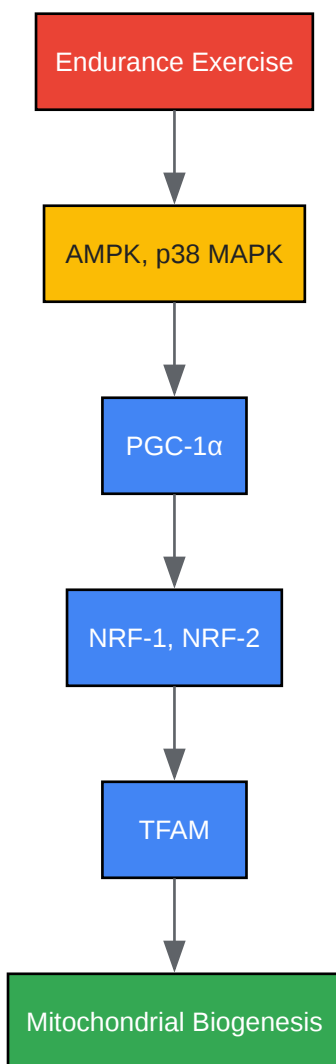 Endurance Exercise
AMPK, p38 MAPK
PGC-1α
NRF-1, NRF-2
TFAM
Mitochondrial Biogenesis